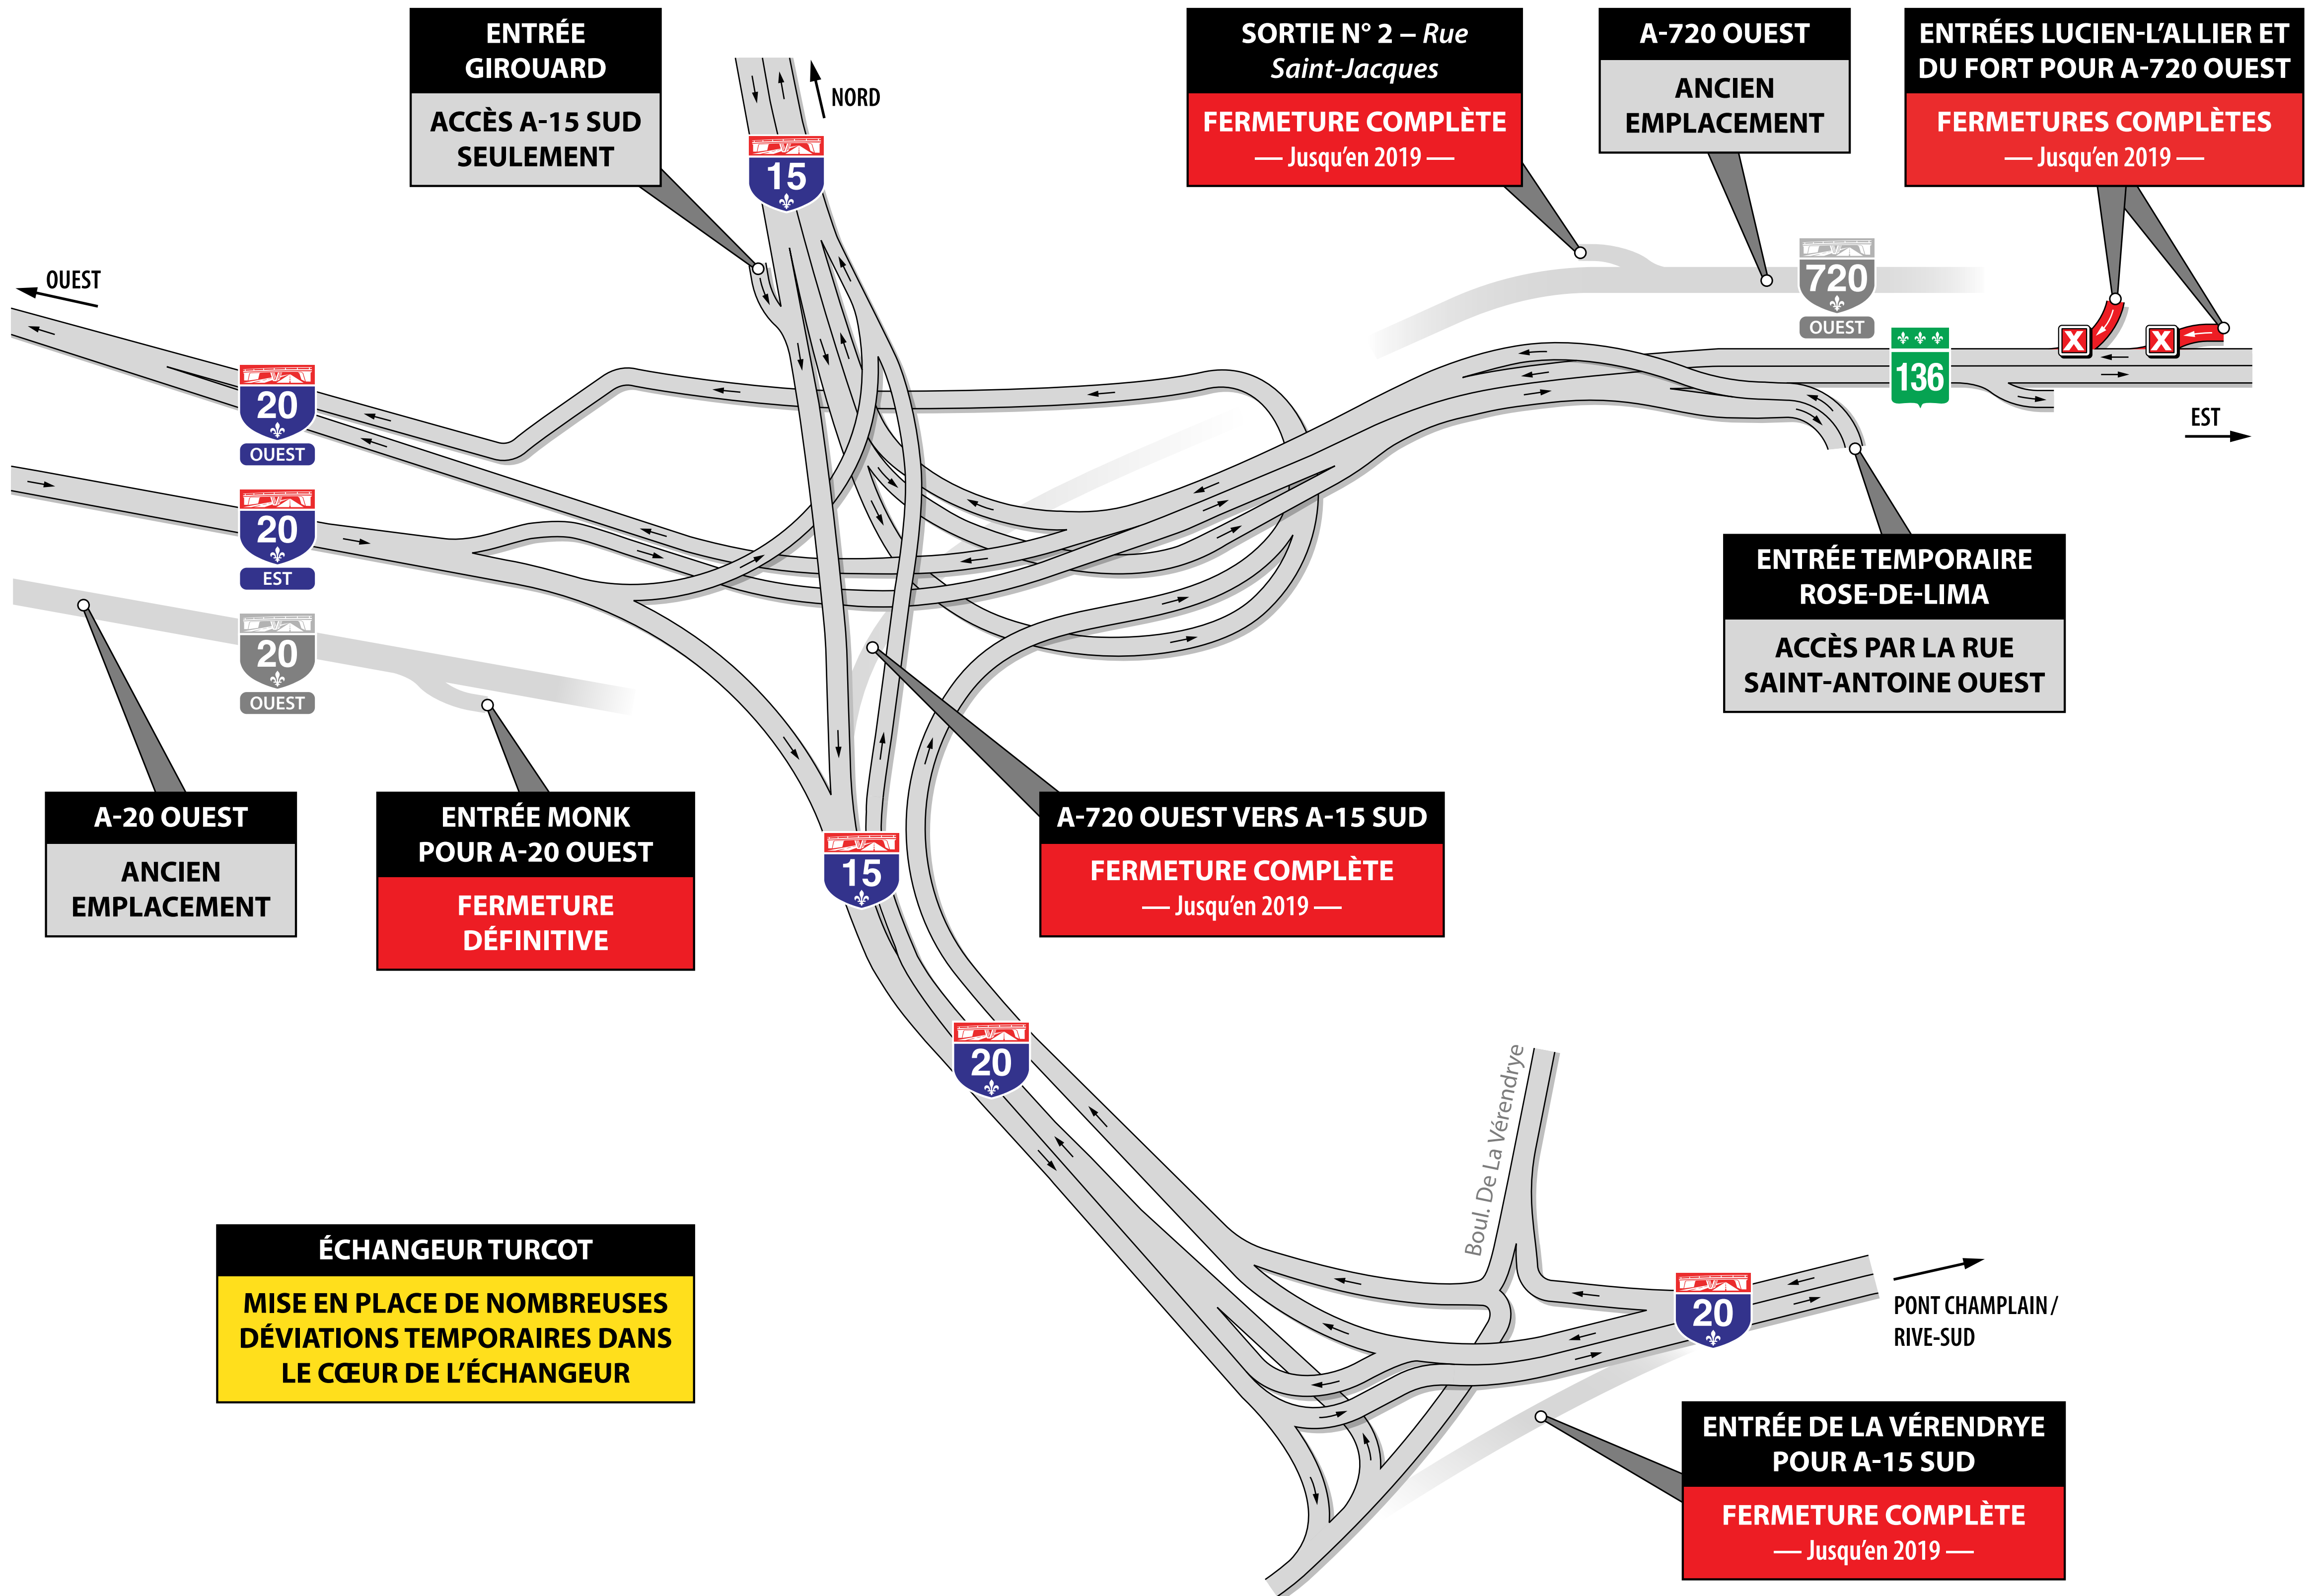 ENTRÉE
GIROUARD
ACCÈS A-15 SUD
SEULEMENT
NORD
15
SORTIE N° 2 – Rue
Saint-Jacques
FERMETURE COMPLÈTE
— Jusqu’en 2019 —
A-720 OUEST
ANCIEN
EMPLACEMENT
ENTRÉES LUCIEN-L’ALLIER ET
DU FORT POUR A-720 OUEST
FERMETURES COMPLÈTES
— Jusqu’en 2019 —
OUEST
720
OUEST
X
X
136
EST
20
OUEST
20
EST
20
OUEST
ENTRÉE TEMPORAIRE
ROSE-DE-LIMA
ACCÈS PAR LA RUE
SAINT-ANTOINE OUEST
A-20 OUEST
ANCIEN
EMPLACEMENT
ENTRÉE MONK
POUR A-20 OUEST
FERMETURE
DÉFINITIVE
15
A-720 OUEST VERS A-15 SUD
FERMETURE COMPLÈTE
— Jusqu’en 2019 —
20
Boul. De La Vérendrye
ÉCHANGEUR TURCOT
MISE EN PLACE DE NOMBREUSES
DÉVIATIONS TEMPORAIRES DANS
LE CŒUR DE L’ÉCHANGEUR
20
PONT CHAMPLAIN /
RIVE-SUD
ENTRÉE DE LA VÉRENDRYE
POUR A-15 SUD
FERMETURE COMPLÈTE
— Jusqu’en 2019 —